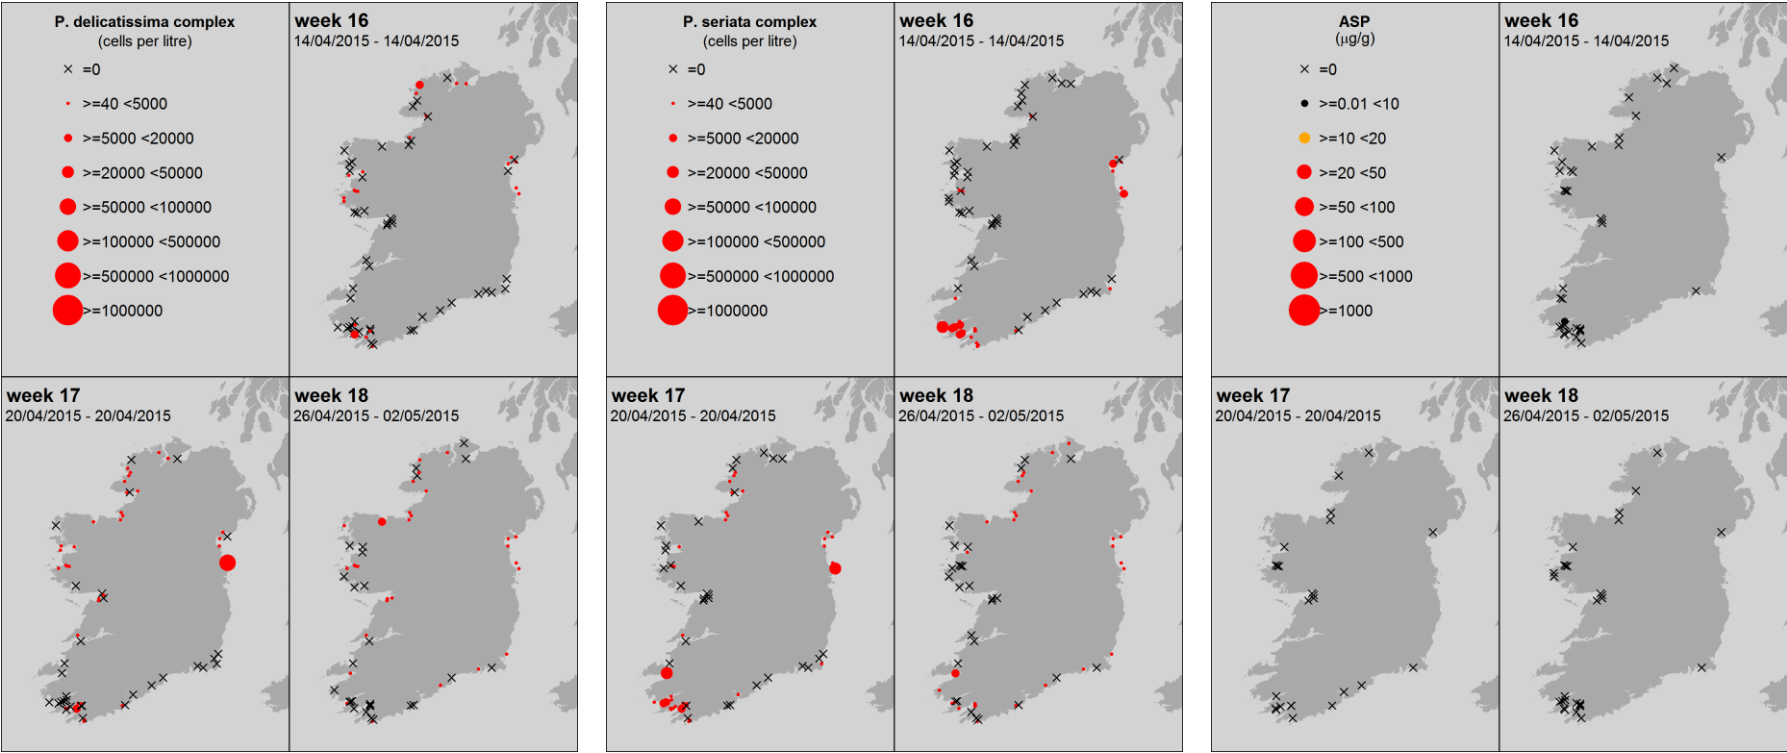 P. delicatissima complex
(cells per litre)
=0
>=40 <5000
>=5000 <20000
>=20000 <50000
>=50000 <100000
>=100000 <500000
>=500000 <1000000
>=1000000
week 16
14/04/2015 - 14/04/2015
week 17
20/04/2015 - 20/04/2015
week 18
26/04/2015 - 02/05/2015
P. seriata complex
(cells per litre)
=0
>=40 <5000
>=5000 <20000
>=20000 <50000
>=50000 <100000
>=100000 <500000
>=500000 <1000000
>=1000000
week 16
14/04/2015 - 14/04/2015
week 17
20/04/2015 - 20/04/2015
week 18
26/04/2015 - 02/05/2015
ASP
(µg/g)
=0
>=0.01 <10
>=10 <20
>=20 <50
>=50 <100
>=100 <500
>=500 <1000
>=1000
week 16
14/04/2015 - 14/04/2015
week 17
20/04/2015 - 20/04/2015
week 18
26/04/2015 - 02/05/2015